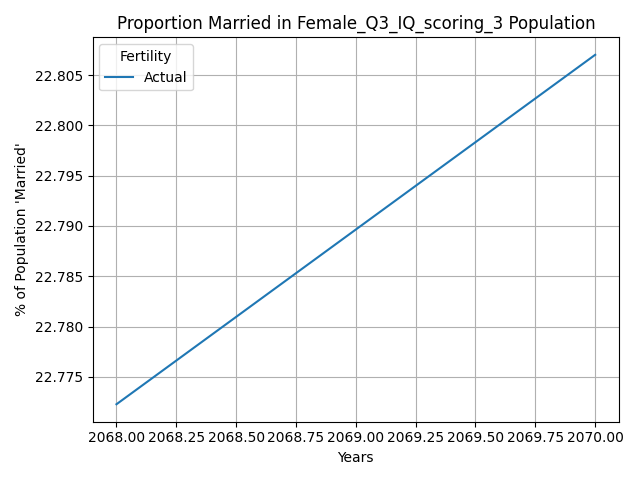 Proportion Married in Female_Q3_IQ_scoring_3 Population
Fertility
Actual
% of Population 'Married'
22.805
22.800
22.795
22.790
22.785
22.780
22.775
2068.00 2068.25 2068.50 2068.75 2069.00 2069.25 2069.50 2069.75 2070.00
Years